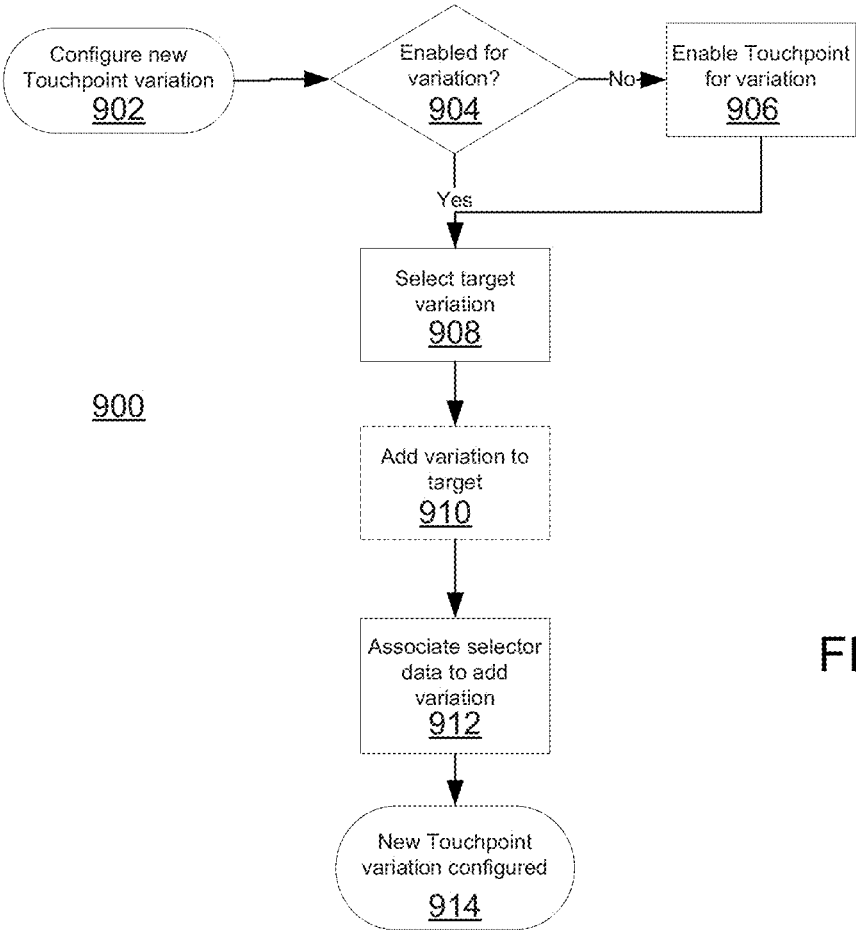 Configure new
Touchpoint variation
902
Enabled for
variation?
904
No
Enable Touchpoint
for variation
906
Yes
Select target
variation
908
900
Add variation to
target
910
Associate selector
data to add
variation
912
FI
New Touchpoint
variation configured
914